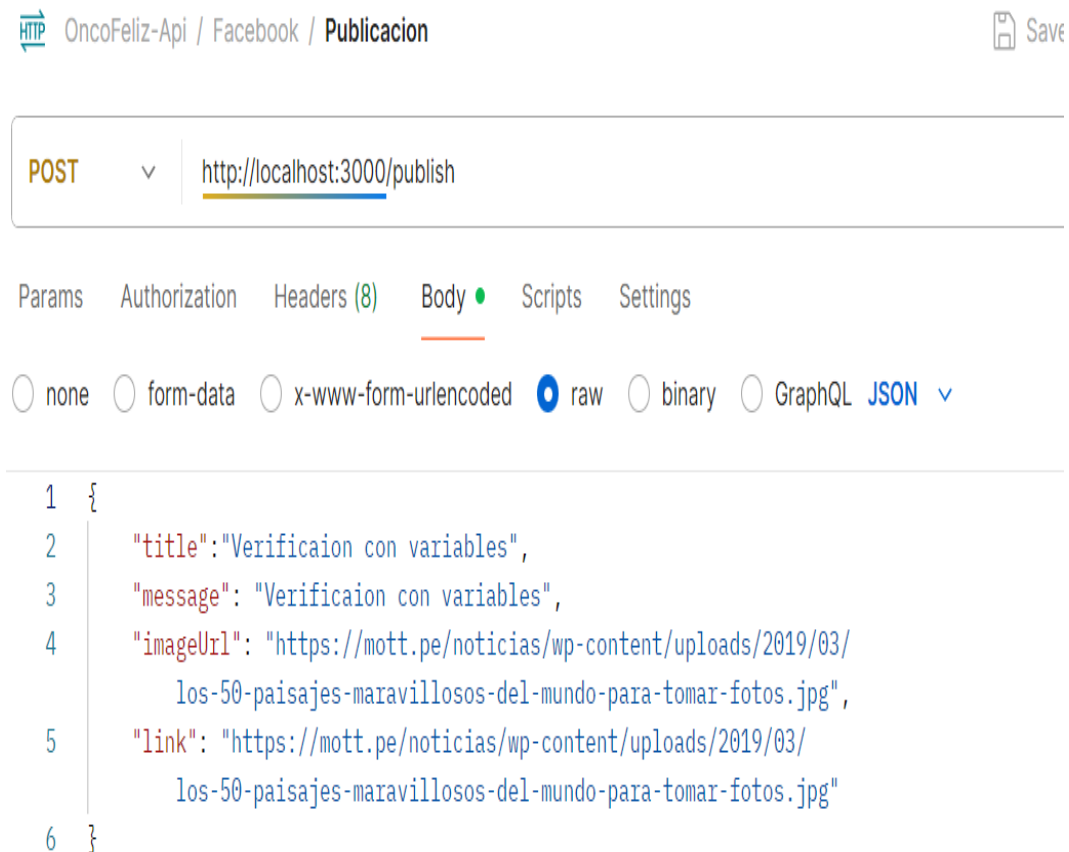 HTTP OncoFeliz-Api / Facebook / Publicacion Save
POST http://localhost:3000/publish
Params Authorization Headers (8) Body Scripts Settings
none form-data x-www-form-urlencoded raw binary GraphQL JSON
1 {
2 "title":"Verificaion con variables",
3 "message": "Verificaion con variables",
4 "imageUrl": "https://mott.pe/noticias/wp-content/uploads/2019/03/
los-50-paisajes-maravillosos-del-mundo-para-tomar-fotos.jpg",
5 "link": "https://mott.pe/noticias/wp-content/uploads/2019/03/
los-50-paisajes-maravillosos-del-mundo-para-tomar-fotos.jpg"
6 }